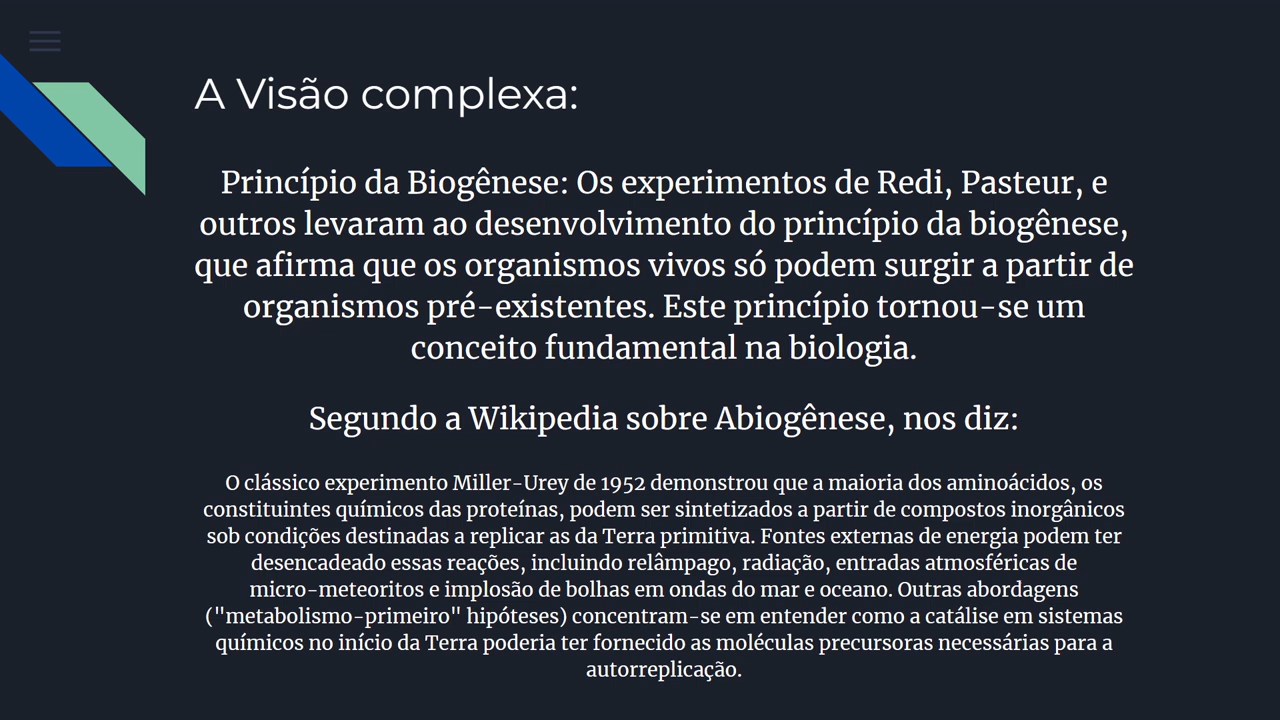 A Visão complexa:
Princípio da Biogênese: Os experimentos de Redi, Pasteur, e
outros levaram ao desenvolvimento do princípio da biogênese,
que afirma que os organismos vivos só podem surgir a partir de
organismos pré-existentes. Este princípio tornou-se um
conceito fundamental na biologia.
Segundo a Wikipedia sobre Abiogênese, nos diz:
O clássico experimento Miller-Urey de 1952 demonstrou que a maioria dos aminoácidos, os
constituintes químicos das proteínas, podem ser sintetizados a partir de compostos inorgânicos
sob condições destinadas a replicar as da Terra primitiva. Fontes externas de energia podem ter
desencadeado essas reações, incluindo relâmpago, radiação, entradas atmosféricas de
micro-meteoritos e implosão de bolhas em ondas do mar e oceano. Outras abordagens
("metabolismo-primeiro" hipóteses) concentram-se em entender como a catálise em sistemas
químicos no início da Terra poderia ter fornecido as moléculas precursoras necessárias para a
autorreplicação.